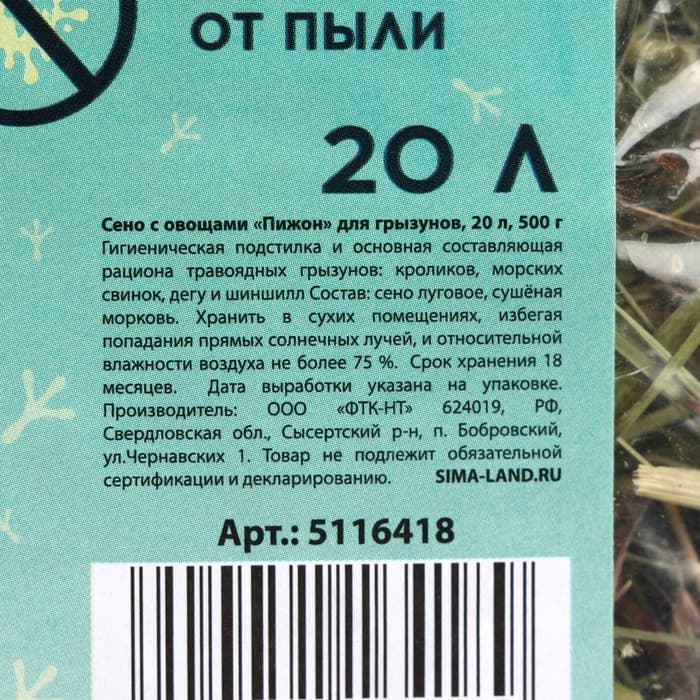 ОТ ПЫЛИ
20 Л
Сено с овощами «Пижон» для грызунов, 20 л, 500 г
Гигиеническая подстилка и основная составляющая
рациона травоядных грызунов: кроликов, морских
свинок, дегу и шиншилл Состав: сено луговое, сушёная
морковь. Хранить в сухих помещениях, избегая
попадания прямых солнечных лучей, и относительной
влажности воздуха не более 75 %. Срок хранения 18
месяцев. Дата выработки указана на упаковке.
Производитель: ООО «ФТК-НТ» 624019, РФ,
Свердловская обл., Сысертский р-н, п. Бобровский,
ул.Чернавских 1. Товар не подлежит обязательной
сертификации и декларированию. SIMA-LAND.RU
Арт.: 5116418